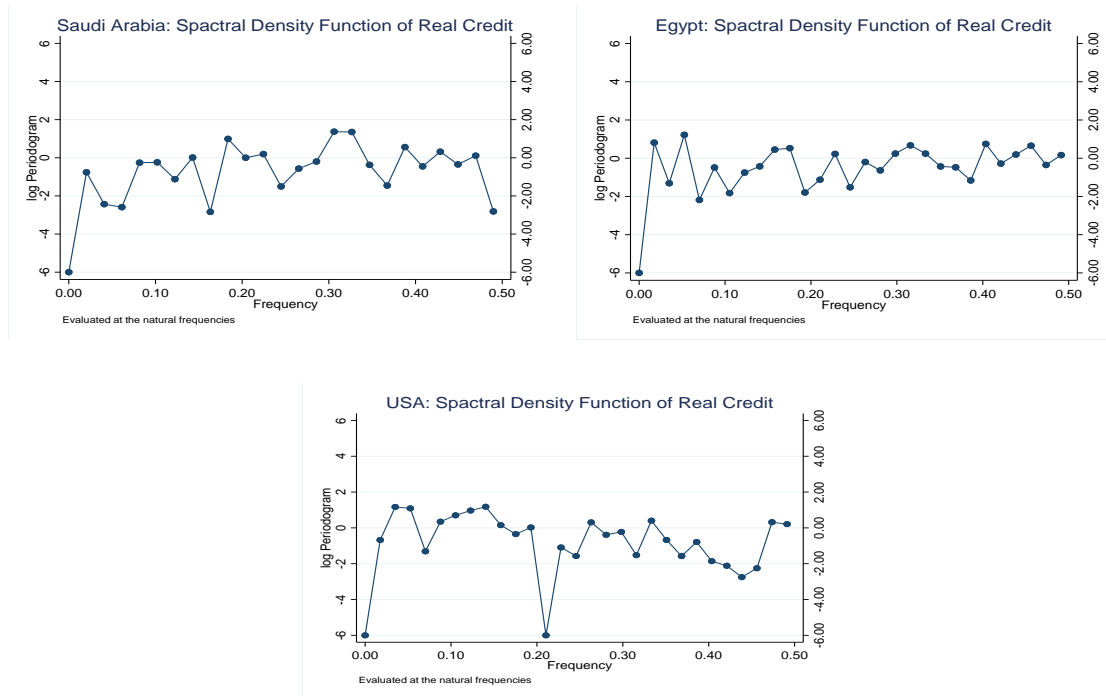 Saudi Arabia: Spactral Density Function of Real Credit
log Periodogram
6
4
2
0
-2
-4
-6
6.00
4.00
2.00
0.00
-2.00
-4.00
-6.00
0.00 0.10 0.20 0.30 0.40 0.50
Frequency
Evaluated at the natural frequencies
Egypt: Spactral Density Function of Real Credit
log Periodogram
6
4
2
0
-2
-4
-6
6.00
4.00
2.00
0.00
-2.00
-4.00
-6.00
0.00 0.10 0.20 0.30 0.40 0.50
Frequency
Evaluated at the natural frequencies
USA: Spactral Density Function of Real Credit
log Periodogram
6
4
2
0
-2
-4
-6
6.00
4.00
2.00
0.00
-2.00
-4.00
-6.00
0.00 0.10 0.20 0.30 0.40 0.50
Frequency
Evaluated at the natural frequencies